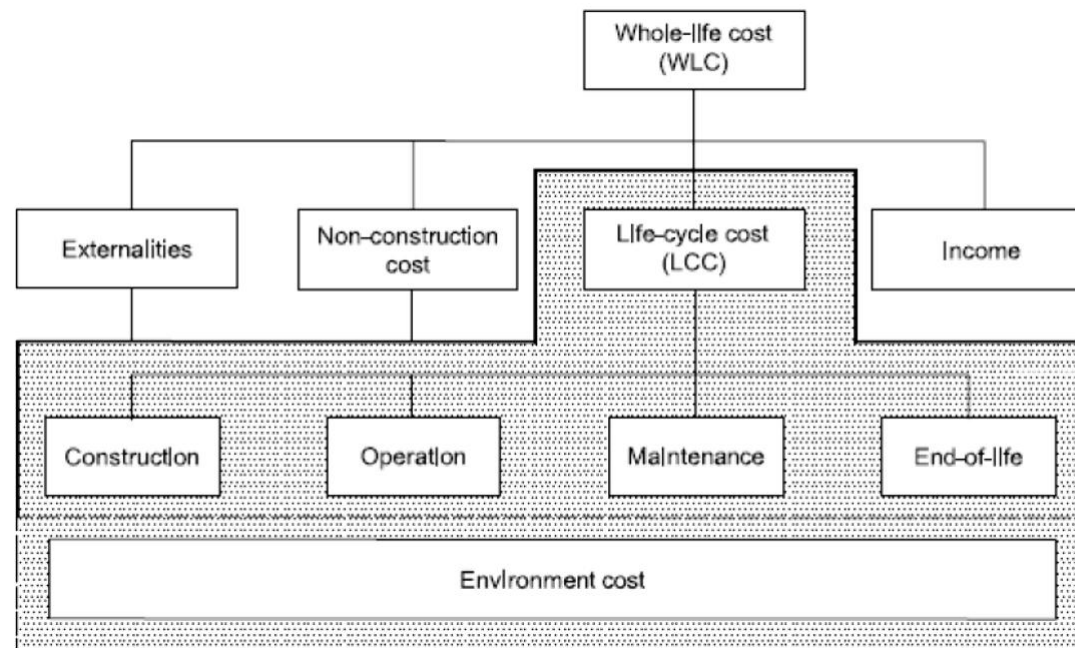 Whole-life cost
(WLC)
Externalities
Non-construction
cost
Life-cycle cost
(LCC)
Income
Construction
Operation
Maintenance
End-of-life
Environment cost